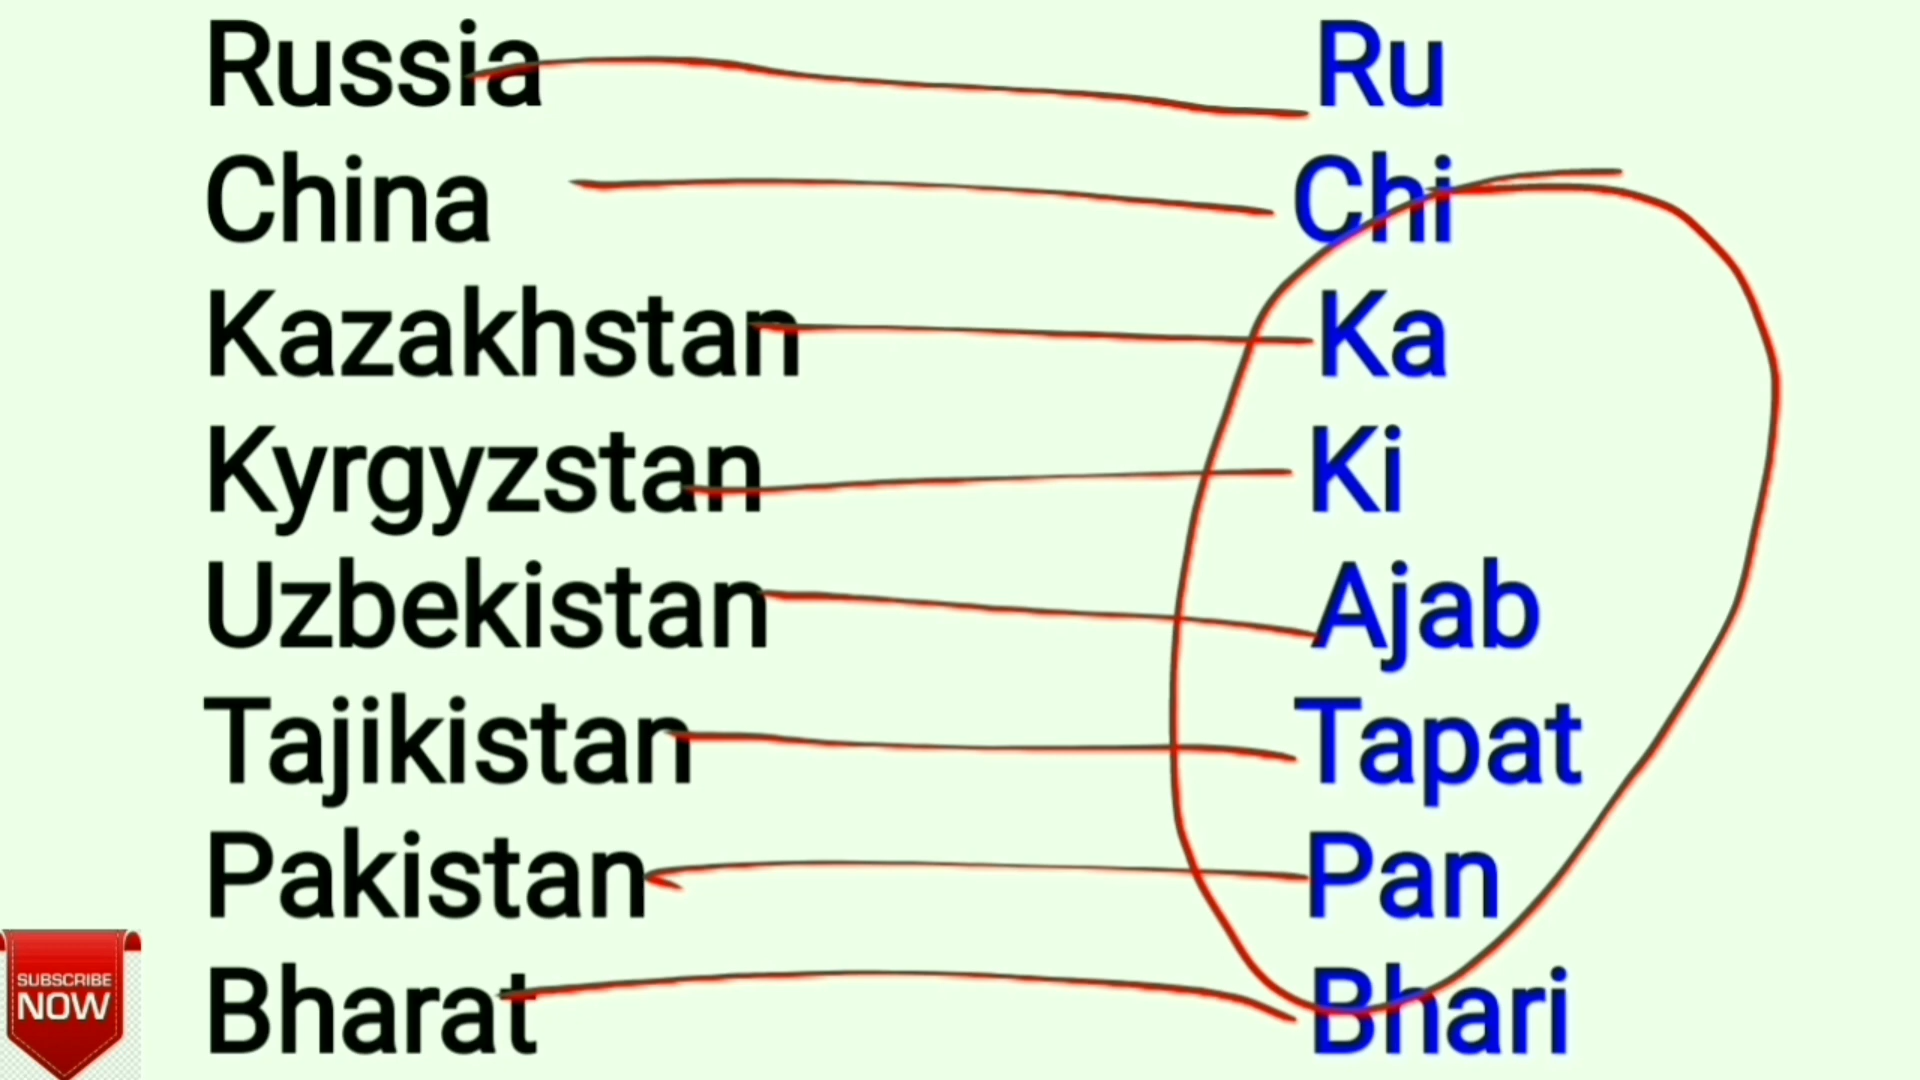 Russia Ru
China Chi
Kazakhstan Ka
Kyrgyzstan Ki
Uzbekistan Ajab
Tajikistan Tapat
Pakistan Pan
Bharat Bhari
SUBSCRIBE
NOW